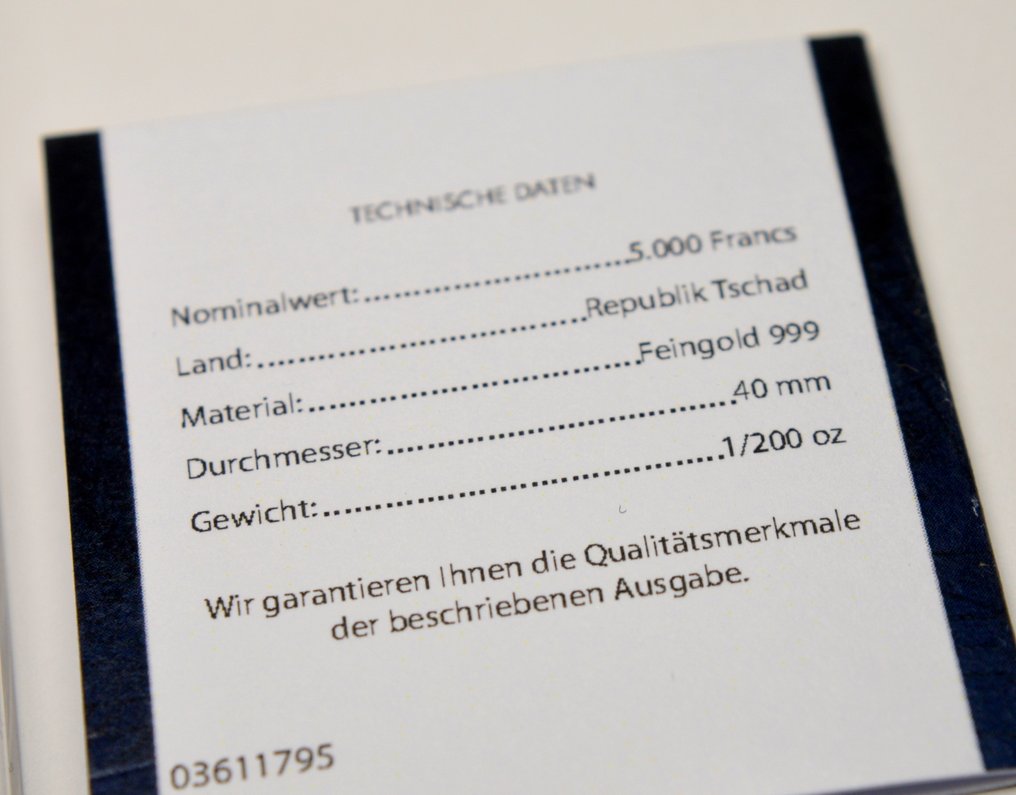 TECHNISCHE DATEN
Nominalwert:....................................5.000 Francs
Land:............................................Republik Tschad
Material:............................................Feingold 999
Durchmesser:..............................................40 mm
Gewicht:.....................................................1/200 oz
Wir garantieren Ihnen die Qualitätsmerkmale
der beschriebenen Ausgabe.
03611795